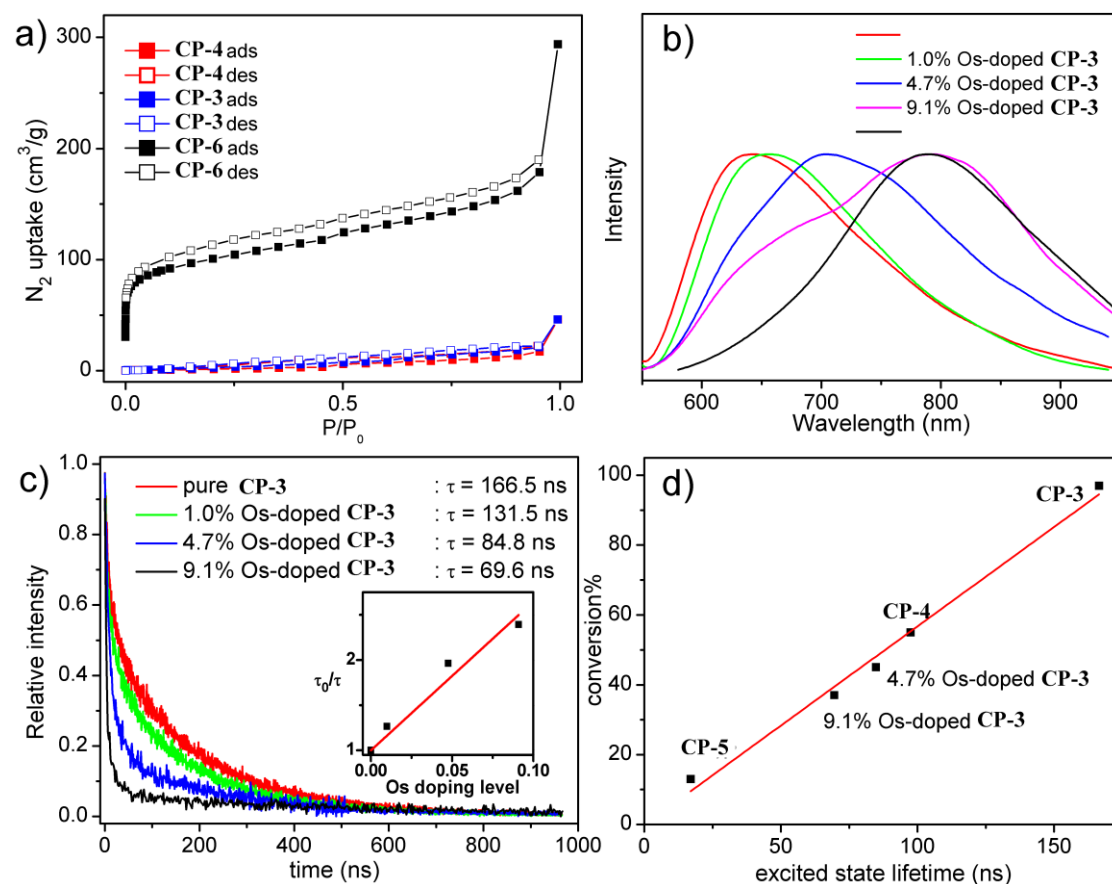 a)
300
200
100
0
N₂ uptake (cm³/g)
CP-4 ads
CP-4 des
CP-3 ads
CP-3 des
CP-6 ads
CP-6 des
0.0
0.5
1.0
P/P₀
b)
1.0% Os-doped CP-3
4.7% Os-doped CP-3
9.1% Os-doped CP-3
Intensity
600
700
800
900
Wavelength (nm)
c)
1.0
0.8
0.6
0.4
0.2
0.0
Relative intensity
pure CP-3 : τ = 166.5 ns
1.0% Os-doped CP-3 : τ = 131.5 ns
4.7% Os-doped CP-3 : τ = 84.8 ns
9.1% Os-doped CP-3 : τ = 69.6 ns
2
τ₀/τ
1
0.00
0.05
0.10
Os doping level
0
200
400
600
800
1000
time (ns)
d)
100
80
60
40
20
0
conversion%
CP-3
CP-4
4.7% Os-doped CP-3
9.1% Os-doped CP-3
CP-5
0
50
100
150
excited state lifetime (ns)